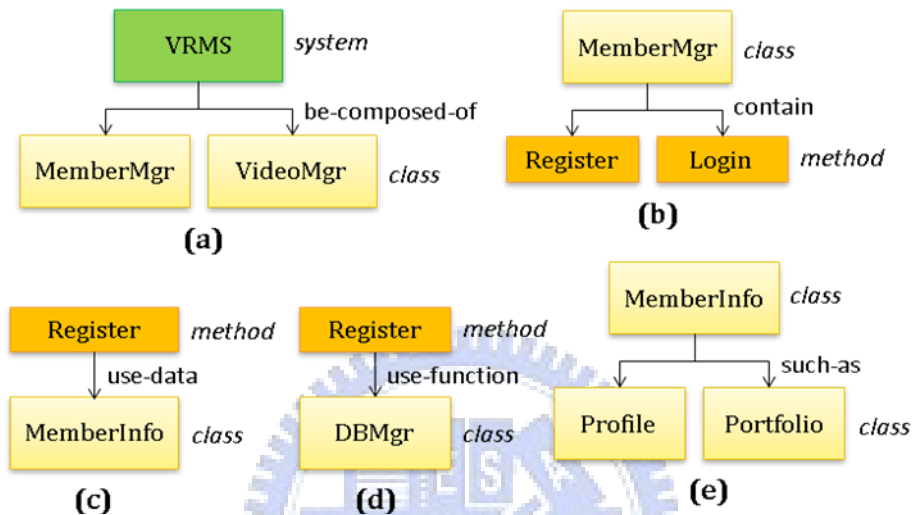 VRMS
system
be-composed-of
MemberMgr
VideoMgr
class
(a)
MemberMgr
class
contain
Register
Login
method
(b)
Register
method
use-data
MemberInfo
class
(c)
Register
method
use-function
DBMgr
class
(d)
MemberInfo
class
such-as
Profile
Portfolio
class
(e)